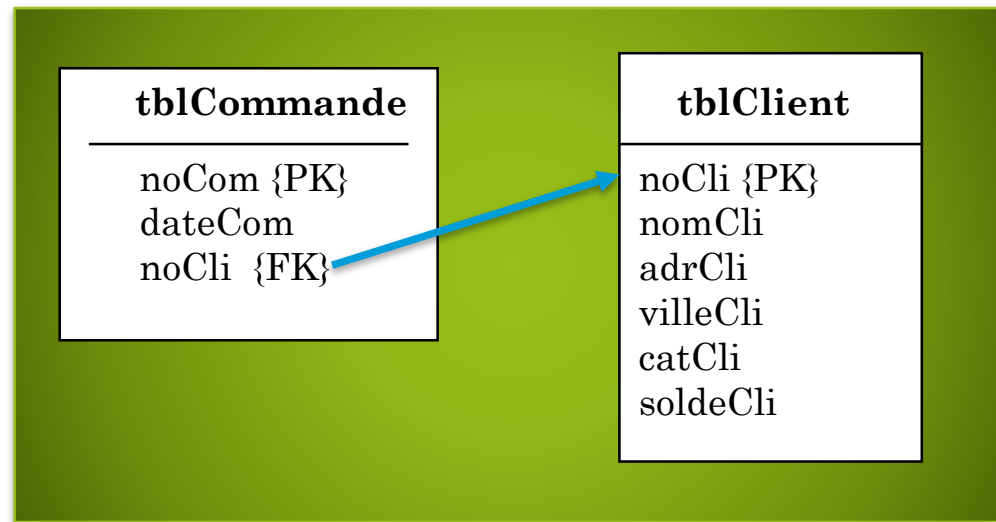 tblCommande
noCom {PK}
dateCom
noCli {FK}
tblClient
noCli {PK}
nomCli
adrCli
villeCli
catCli
soldeCli